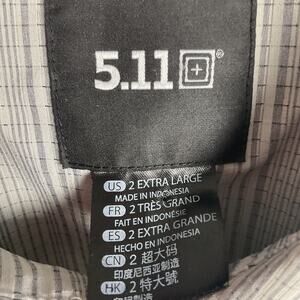 5.11®
US 2 EXTRA LARGE
MADE IN INDONESIA
FR 2 TRÈS GRAND
FAIT EN INDONÉSIE
ES 2 EXTRA GRANDE
HECHO EN INDONESIA
CN 2 超大码
印度尼西亚制造
HK 2 特大號